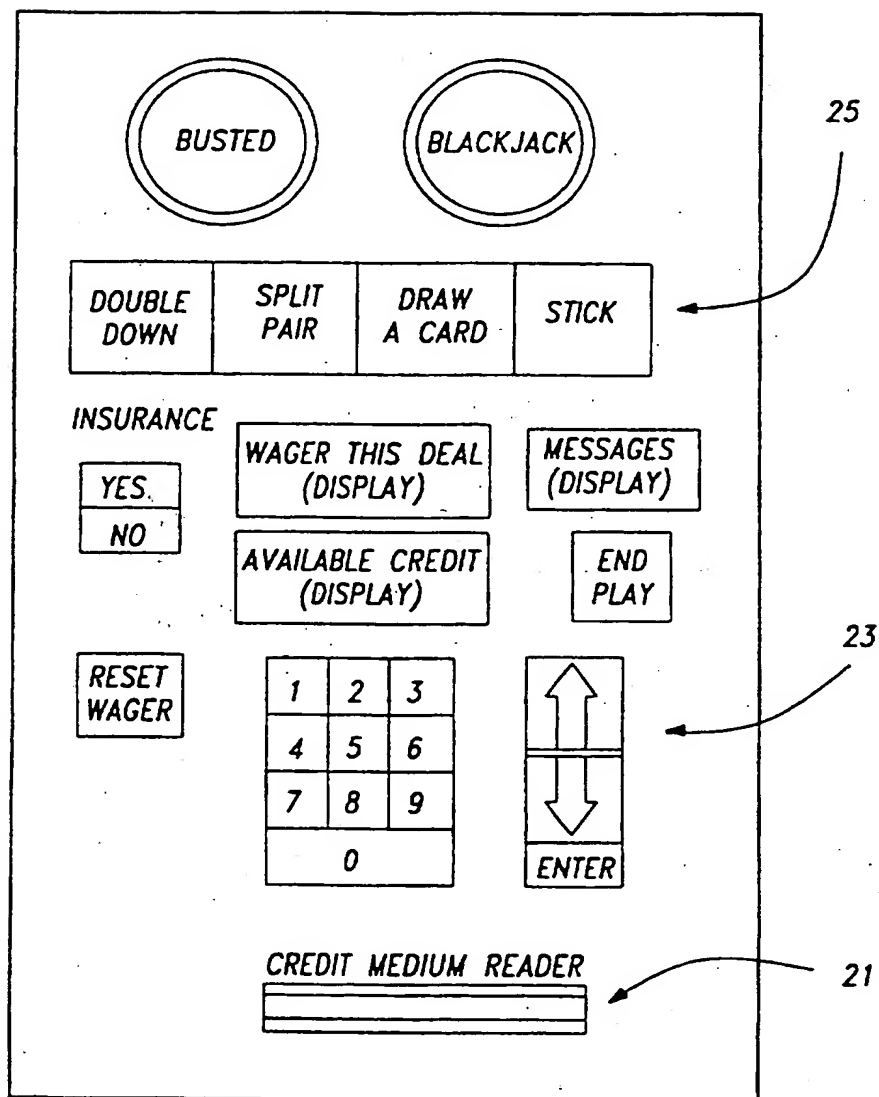 BUSTED
BLACKJACK
25
DOUBLE
DOWN
SPLIT
PAIR
DRAW
A CARD
STICK
INSURANCE
YES.
NO
WAGER THIS DEAL
(DISPLAY)
MESSAGES
(DISPLAY)
AVAILABLE CREDIT
(DISPLAY)
END
PLAY
23
RESET
WAGER
1 2 3
4 5 6
7 8 9
0
ENTER
CREDIT MEDIUM READER
21